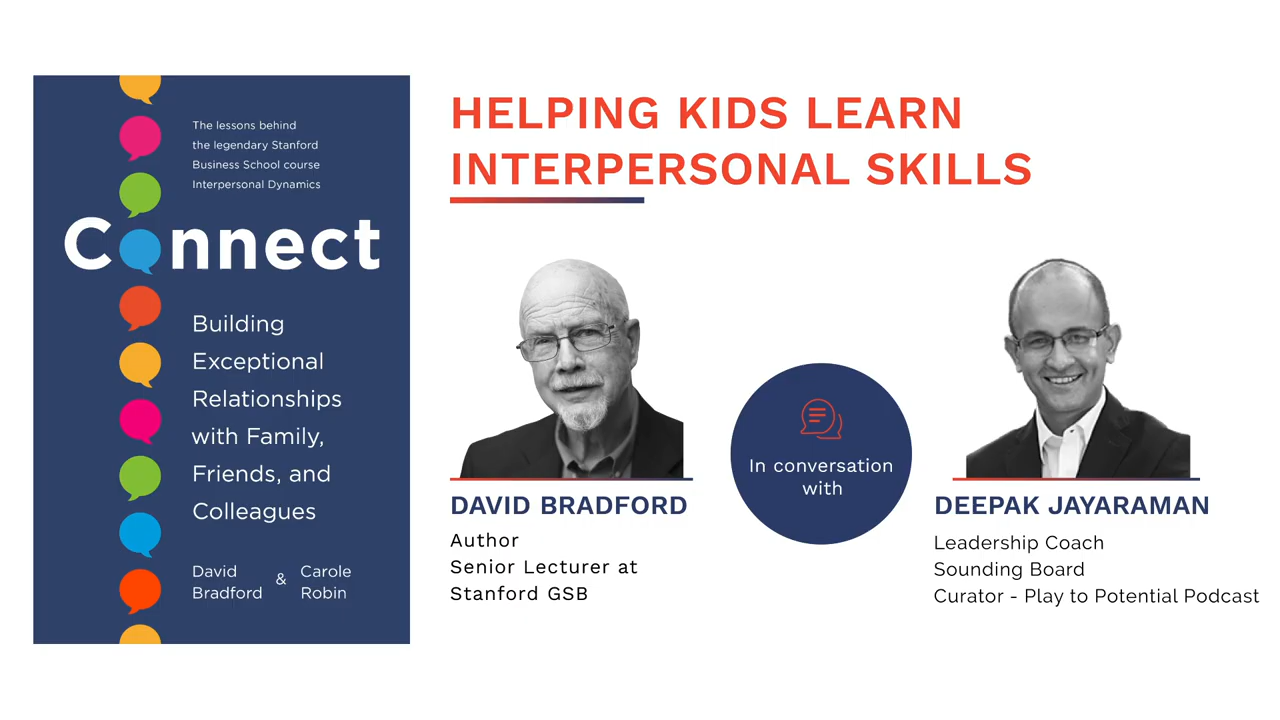 The lessons behind
the legendary Stanford
Business School course
Interpersonal Dynamics
Connect
Building
Exceptional
Relationships
with Family,
Friends, and
Colleagues
David
Bradford
&
Carole
Robin
HELPING KIDS LEARN
INTERPERSONAL SKILLS
DAVID BRADFORD
Author
Senior Lecturer at
Stanford GSB
In conversation
with
DEEPAK JAYARAMAN
Leadership Coach
Sounding Board
Curator - Play to Potential Podcast